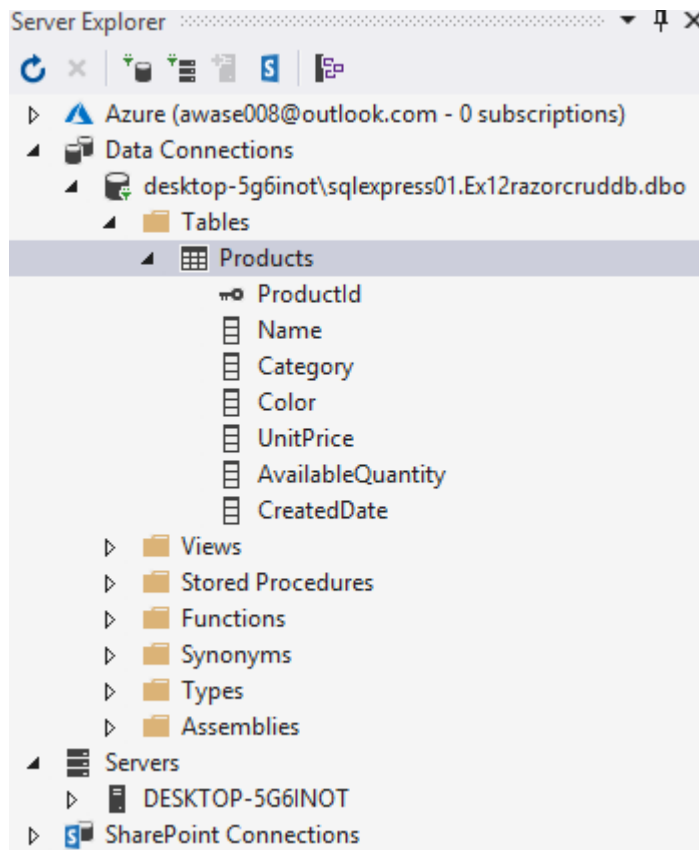 Server Explorer
Azure (awase008@outlook.com - 0 subscriptions)
Data Connections
desktop-5g6inot\sqlexpress01.Ex12razorcruddb.dbo
Tables
Products
ProductId
Name
Category
Color
UnitPrice
AvailableQuantity
CreatedDate
Views
Stored Procedures
Functions
Synonyms
Types
Assemblies
Servers
DESKTOP-5G6INOT
SharePoint Connections